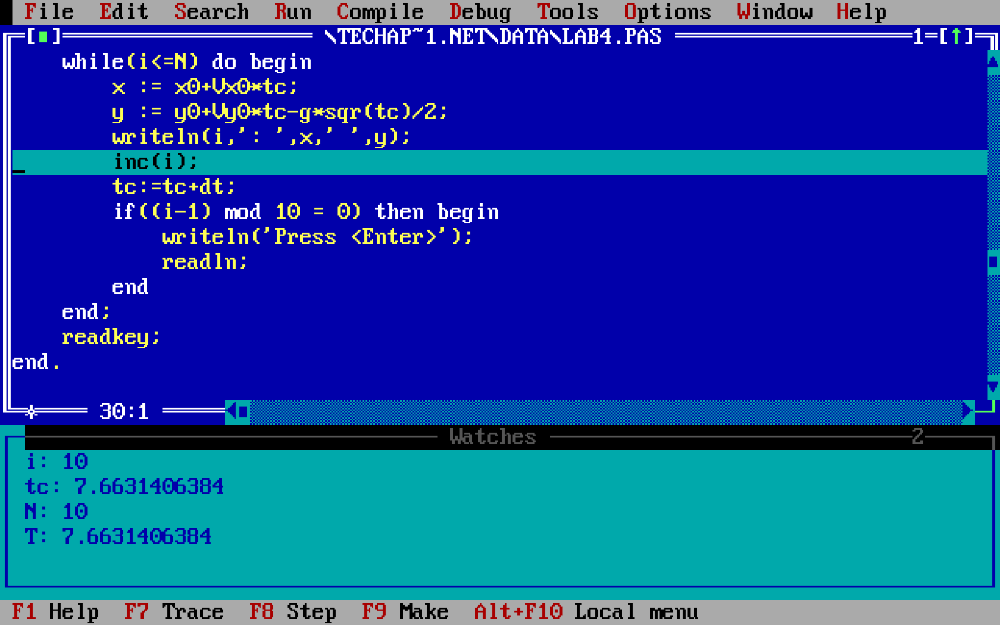 File Edit Search Run Compile Debug Tools Options Window Help
[■] \TECHAP~1.NET\DATA\LAB4.PAS 1=[↑]
while(i<=N) do begin
x := x0+Vx0*tc;
y := y0+Vy0*tc-g*sqr(tc)/2;
writeln(i,': ',x,' ',y);
inc(i);
tc:=tc+dt;
if((i-1) mod 10 = 0) then begin
writeln('Press <Enter>');
readln;
end
end;
readkey;
end.
30:1
Watches 2
i: 10
tc: 7.6631406384
N: 10
T: 7.6631406384
F1 Help F7 Trace F8 Step F9 Make Alt+F10 Local menu